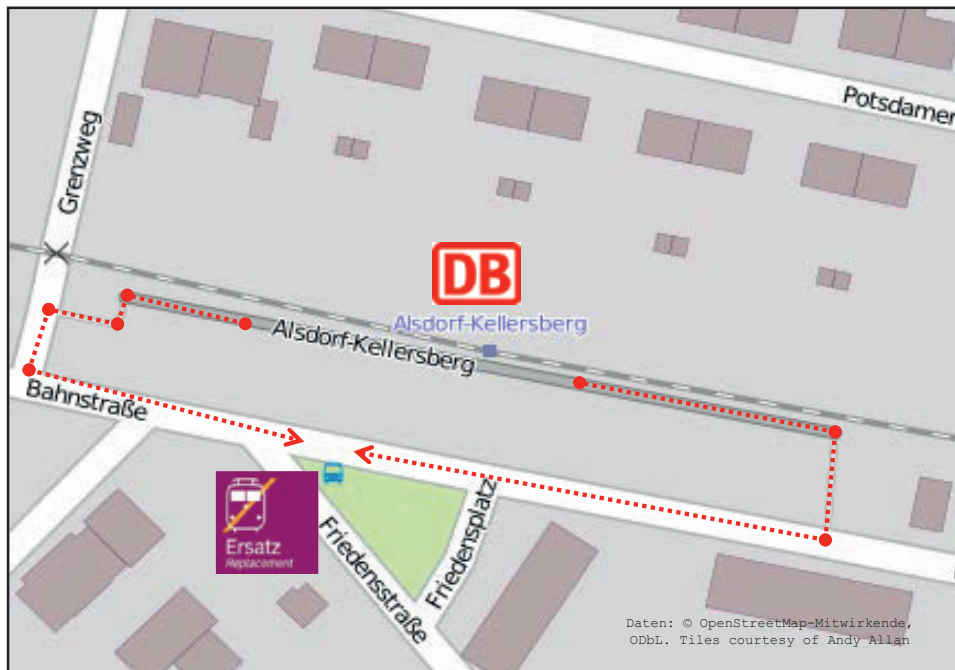 Potsdamer
Grenzweg
DB
Alsdorf-Kellersberg
Alsdorf-Kellersberg
Bahnstraße
Ersatz
Replacement
Friedensstraße
Friedensplatz
Daten: © OpenStreetMap-Mitwirkende,
ODbL. Tiles courtesy of Andy Allan